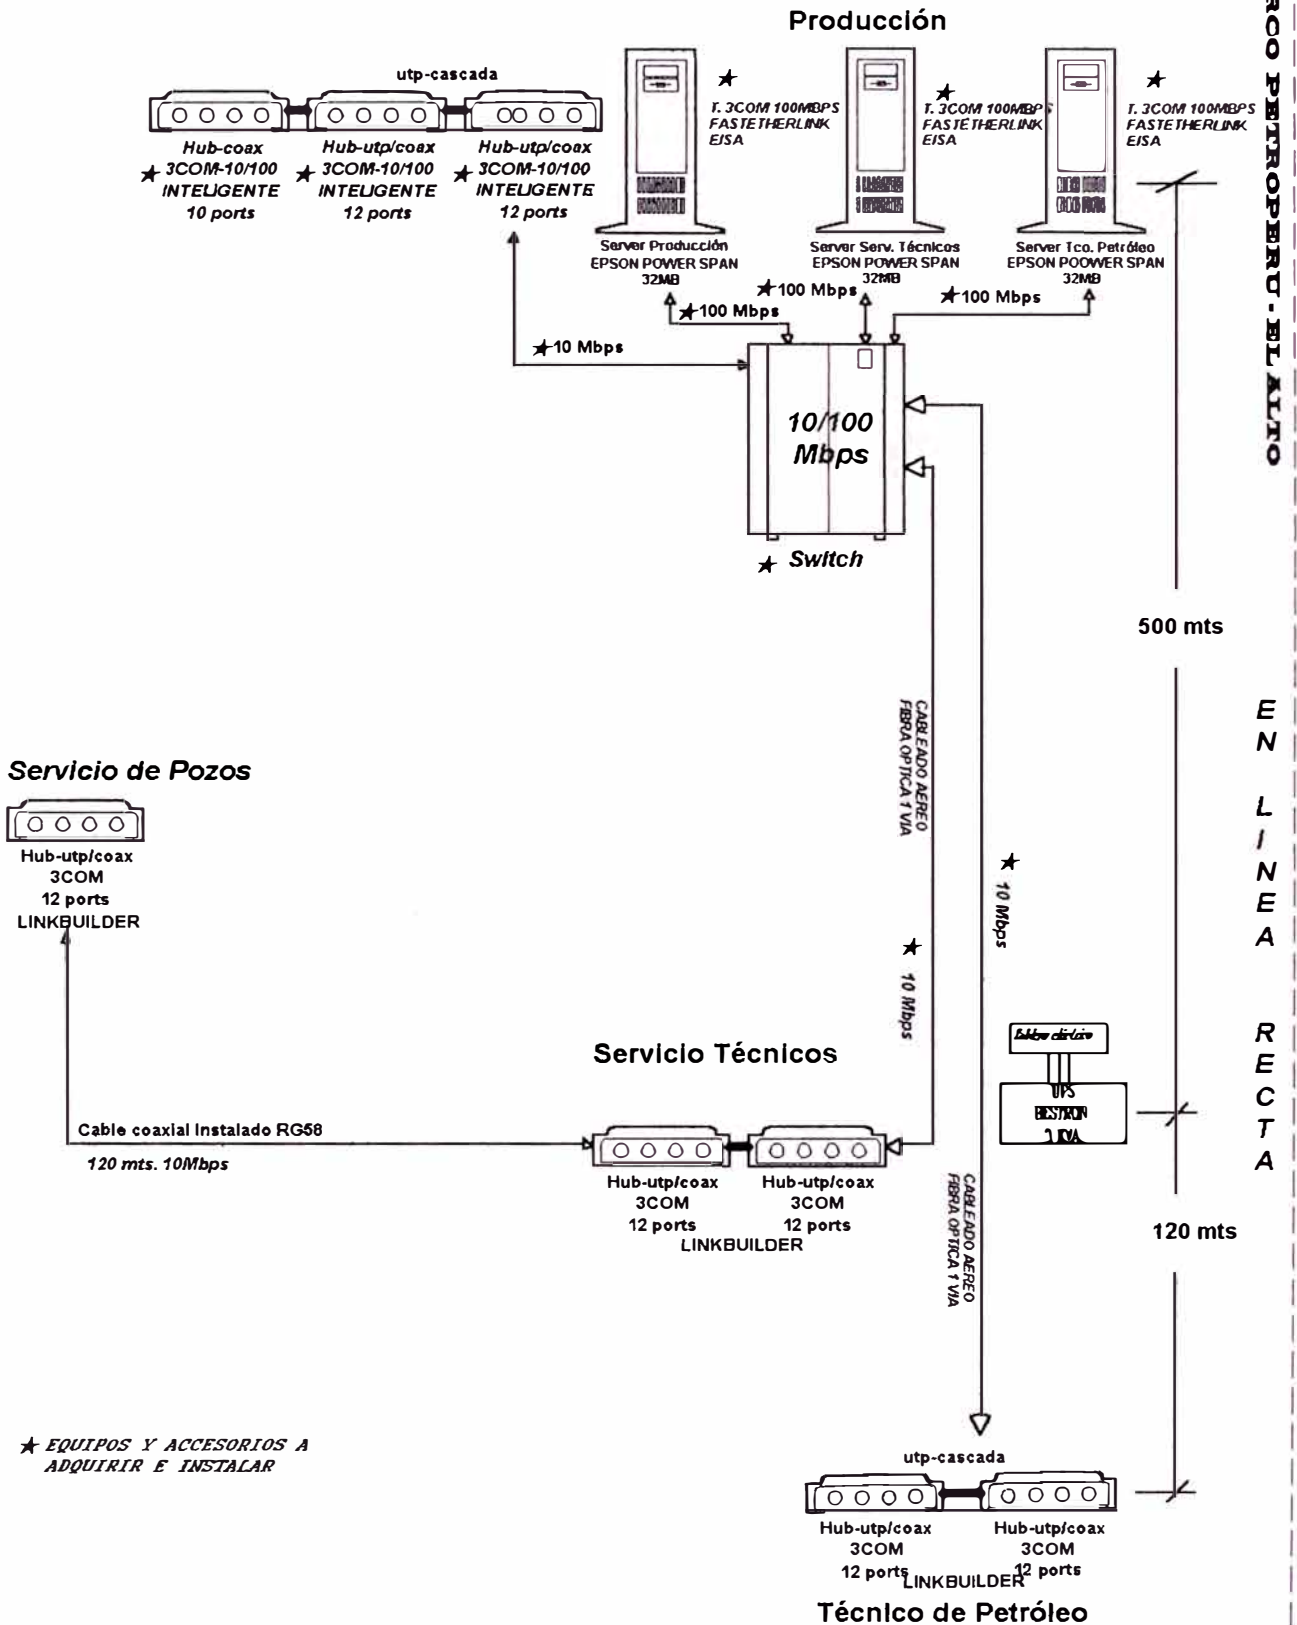 Producción
utp-cascada
Hub-coax
★ 3COM-10/100
INTELIGENTE
10 ports
Hub-utp/coax
★ 3COM-10/100
INTELIGENTE
12 ports
Hub-utp/coax
★ 3COM-10/100
INTELIGENTE
12 ports
★
T. 3COM 100MBPS
FASTETHERLINK
EISA
★
T. 3COM 100MBPS
FASTETHERLINK
EISA
★
T. 3COM 100MBPS
FASTETHERLINK
EISA
Server Producción
EPSON POWER SPAN
32MB
Server Serv. Técnicos
EPSON POWER SPAN
32MB
Server Tco. Petróleo
EPSON POOWER SPAN
32MB
★100 Mbps
★100 Mbps
★100 Mbps
★10 Mbps
10/100
Mbps
★ Switch
PETROPERU - EL ALTO
500 mts
EN LINEA RECTA
CABLEADO AEREO
FIBRA OPTICA 1 VIA
★ 10 Mbps
★ 10 Mbps
Servicio de Pozos
Hub-utp/coax
3COM
12 ports
LINKBUILDER
Cable coaxial Instalado RG58
120 mts. 10Mbps
Servicio Técnicos
Hub-utp/coax
3COM
12 ports
Hub-utp/coax
3COM
12 ports
LINKBUILDER
UPS
CABLEADO AEREO
FIBRA OPTICA 1 VIA
120 mts
★ EQUIPOS Y ACCESORIOS A
ADQUIRIR E INSTALAR
utp-cascada
Hub-utp/coax
3COM
12 ports
Hub-utp/coax
3COM
12 ports
LINKBUILDER
Técnico de Petróleo